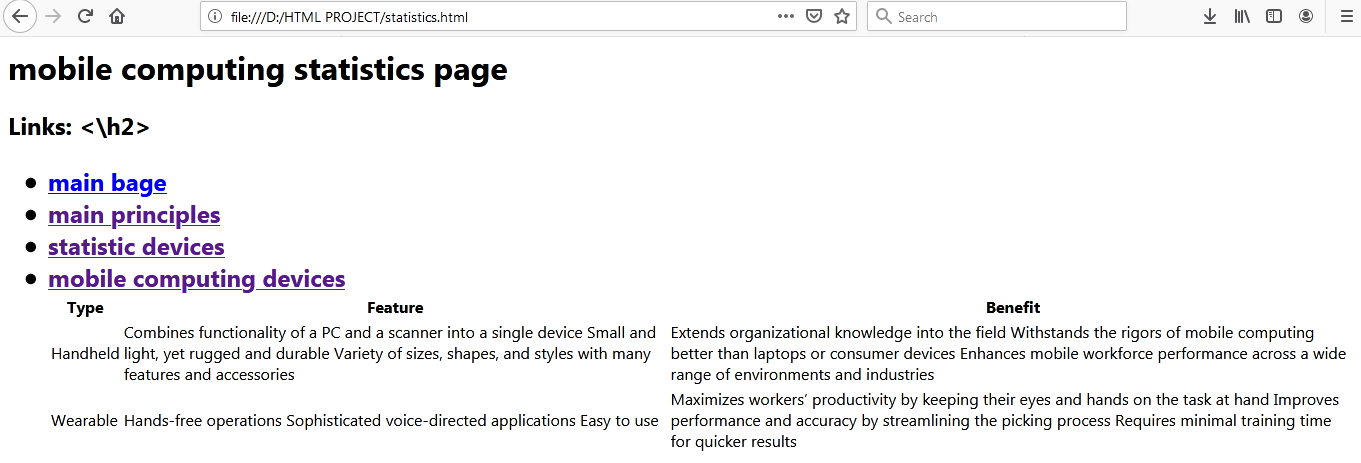 file:///D:/HTML PROJECT/statistics.html
Search
mobile computing statistics page
Links: <\h2>
main bage
main principles
statistic devices
mobile computing devices
Type Feature Benefit
Combines functionality of a PC and a scanner into a single device Small and
Handheld light, yet rugged and durable Variety of sizes, shapes, and styles with many
features and accessories
Extends organizational knowledge into the field Withstands the rigors of mobile computing
better than laptops or consumer devices Enhances mobile workforce performance across a wide
range of environments and industries
Wearable Hands-free operations Sophisticated voice-directed applications Easy to use
Maximizes workers’ productivity by keeping their eyes and hands on the task at hand Improves
performance and accuracy by streamlining the picking process Requires minimal training time
for quicker results